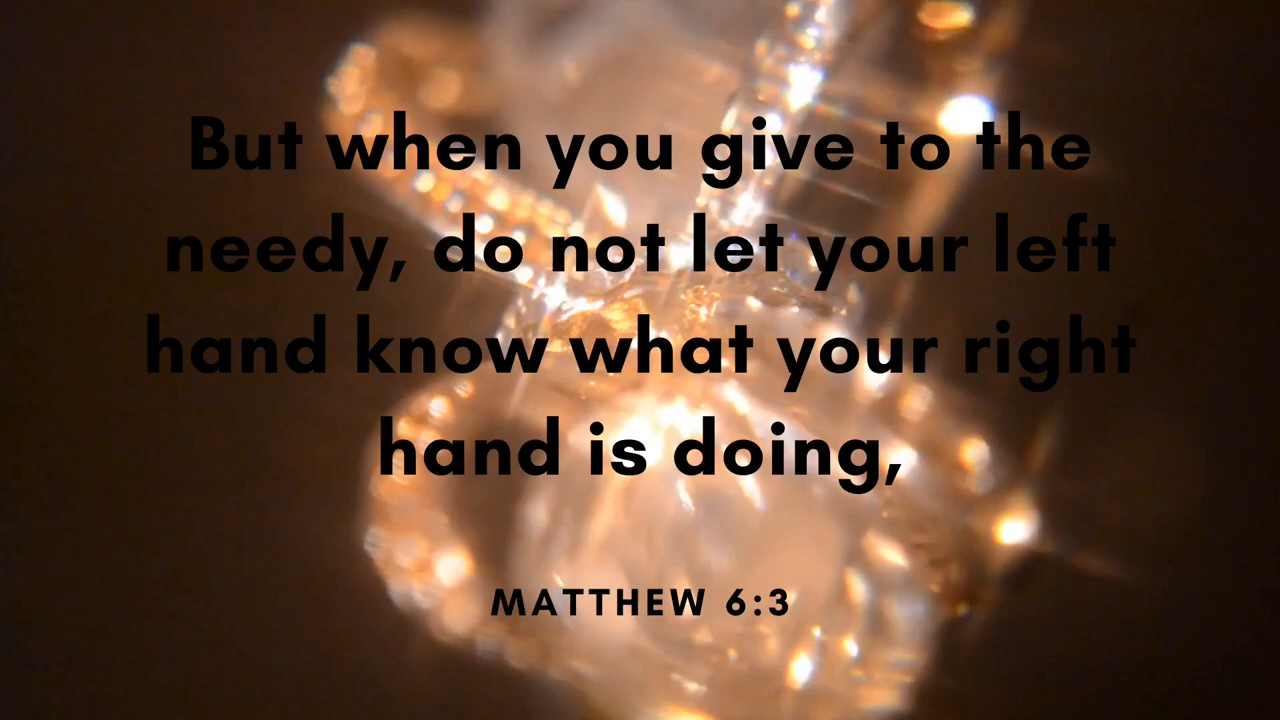 But when you give to the
needy, do not let your left
hand know what your right
hand is doing,
MATTHEW 6:3